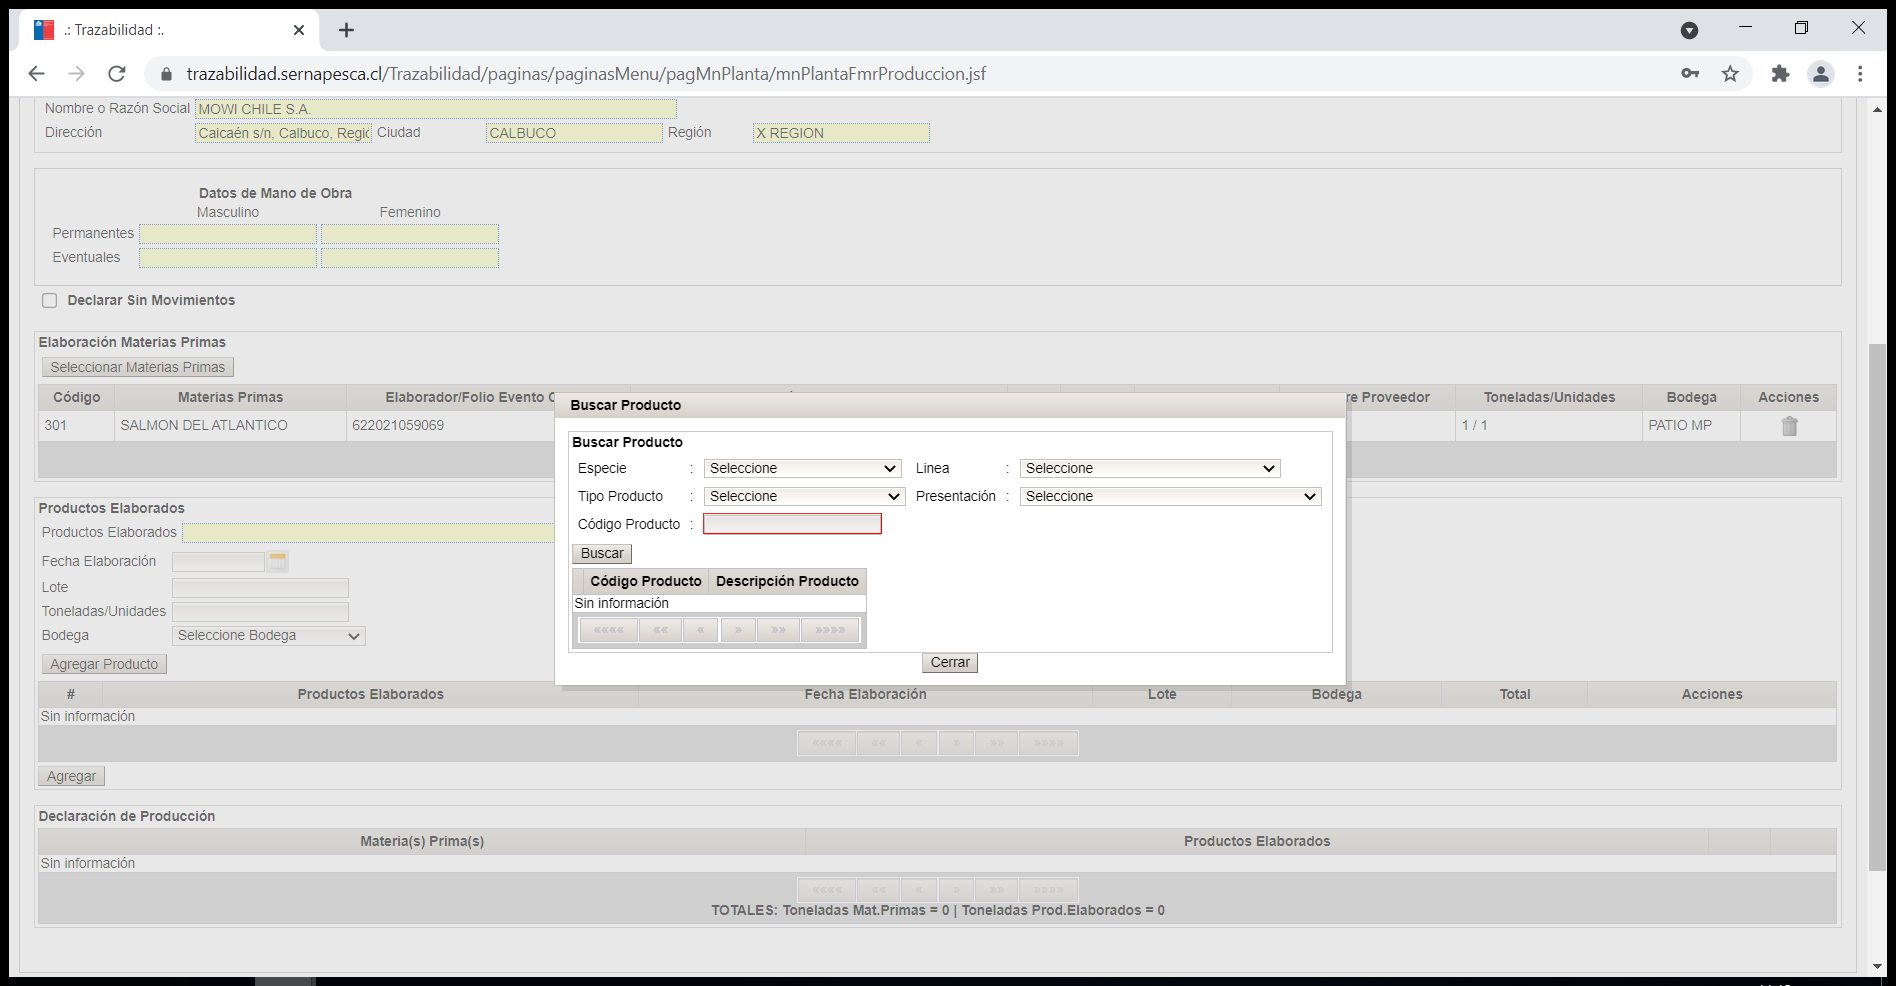 .: Trazabilidad :.
trazabilidad.sernapesca.cl/Trazabilidad/paginas/paginasMenu/pagMnPlanta/mnPlantaFmrProduccion.jsf
Nombre o Razón Social MOWI CHILE S.A.
Dirección Caicaén s/n, Calbuco, Regić Ciudad CALBUCO Región X REGION
Datos de Mano de Obra
Masculino Femenino
Permanentes
Eventuales
Declarar Sin Movimientos
Elaboración Materias Primas
Seleccionar Materias Primas
Código Materias Primas Elaborador/Folio Evento re Proveedor Toneladas/Unidades Bodega Acciones
301 SALMON DEL ATLANTICO 622021059069 1 / 1 PATIO MP
Buscar Producto
Buscar Producto
Especie : Seleccione Linea : Seleccione
Tipo Producto : Seleccione Presentación : Seleccione
Código Producto :
Buscar
Código Producto Descripción Producto
Sin información
«««« «« « » »» »»»»
Cerrar
Productos Elaborados
Productos Elaborados
Fecha Elaboración
Lote
Toneladas/Unidades
Bodega Seleccione Bodega
Agregar Producto
# Productos Elaborados Fecha Elaboración Lote Bodega Total Acciones
Sin información
«««« «« « » »» »»»»
Agregar
Declaración de Producción
Materia(s) Prima(s) Productos Elaborados
Sin información
«««« «« « » »» »»»»
TOTALES: Toneladas Mat.Primas = 0 | Toneladas Prod.Elaborados = 0